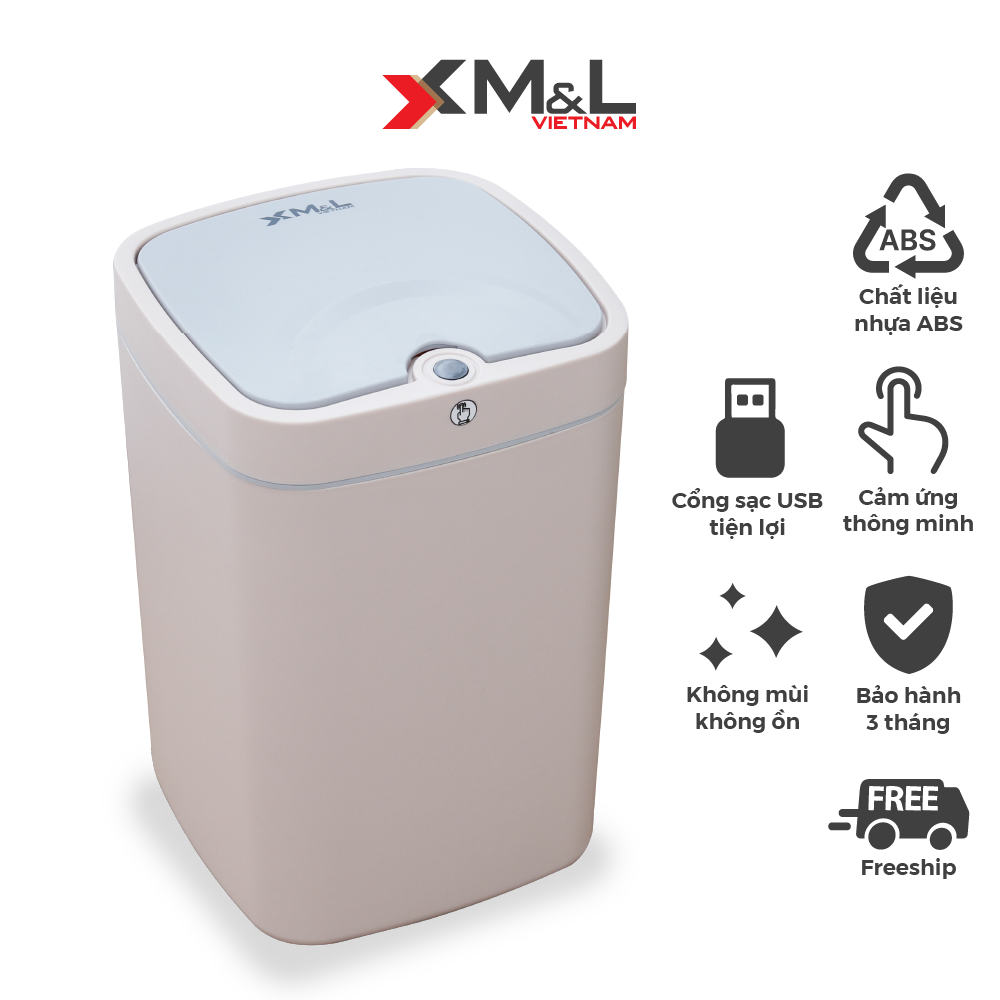 XM&L
VIETNAM
XM&L
VIETNAM
ABS
Chất liệu
nhựa ABS
Cổng sạc USB
tiện lợi
Cảm ứng
thông minh
Không mùi
không ồn
Bảo hành
3 tháng
FREE
Freeship